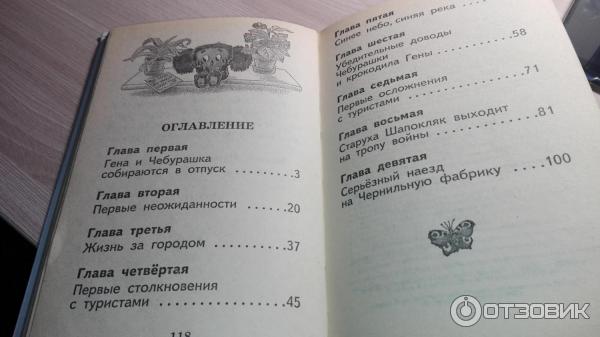 ОГЛАВЛЕНИЕ
Глава первая
Гена и Чебурашка
собираются в отпуск ......3
Глава вторая
Первые неожиданности ......20
Глава третья
Жизнь за городом ..........37
Глава четвёртая
Первые столкновения
с туристами ..............45
118
Глава пятая
Синее небо, синяя река
Глава шестая
Убедительные доводы
Чебурашки
и крокодила Гены .......58
Глава седьмая
Первые осложнения
с туристами ............71
Глава восьмая
Старуха Шапокляк выходит
на тропу войны .........81
Глава девятая
Серьёзный наезд
на Чернильную фабрику ....100
ОТЗОВИК